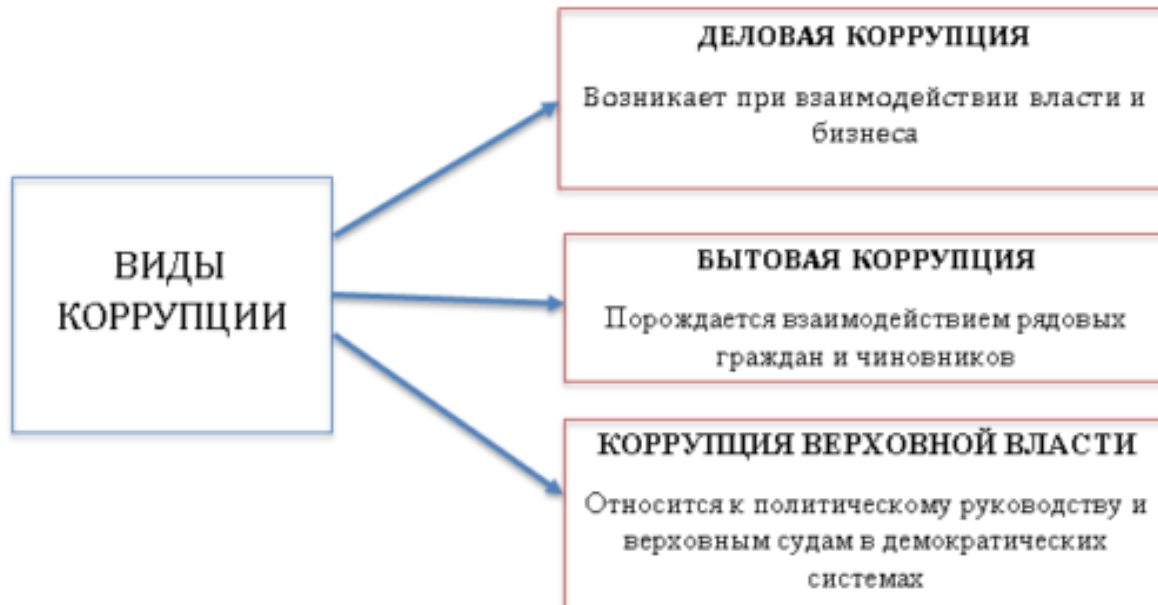 ВИДЫ
КОРРУПЦИИ
ДЕЛОВАЯ КОРРУПЦИЯ
Возникает при взаимодействии власти и
бизнеса
БЫТОВАЯ КОРРУПЦИЯ
Порождается взаимодействием рядовых
граждан и чиновников
КОРРУПЦИЯ ВЕРХОВНОЙ ВЛАСТИ
Относится к политическому руководству и
верховным судам в демократических
системах